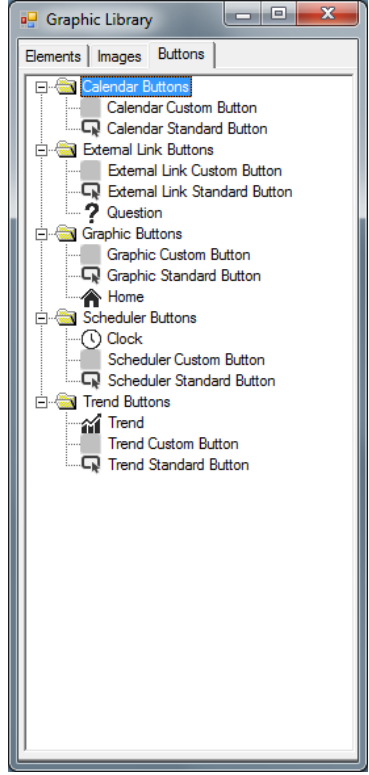 Graphic Library
Elements Images Buttons
Calendar Buttons
Calendar Custom Button
Calendar Standard Button
External Link Buttons
External Link Custom Button
External Link Standard Button
? Question
Graphic Buttons
Graphic Custom Button
Graphic Standard Button
Home
Scheduler Buttons
Clock
Scheduler Custom Button
Scheduler Standard Button
Trend Buttons
Trend
Trend Custom Button
Trend Standard Button